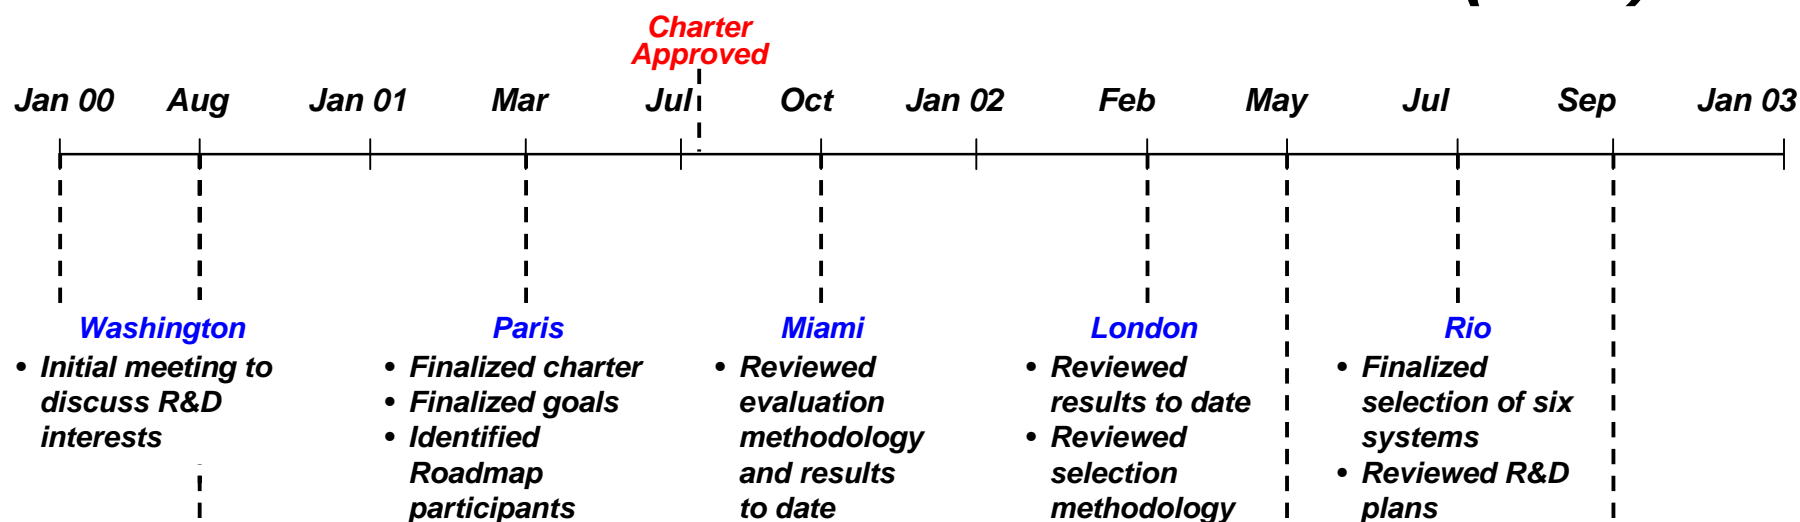 Charter
Approved
Jan 00 Aug Jan 01 Mar Jul Oct Jan 02 Feb May Jul Sep Jan 03
Washington
• Initial meeting to
discuss R&D
interests
Paris
• Finalized charter
• Finalized goals
• Identified
Roadmap
participants
Miami
• Reviewed
evaluation
methodology
and results
to date
London
• Reviewed
results to date
• Reviewed
selection
methodology
Rio
• Finalized
selection of six
systems
• Reviewed R&D
plans